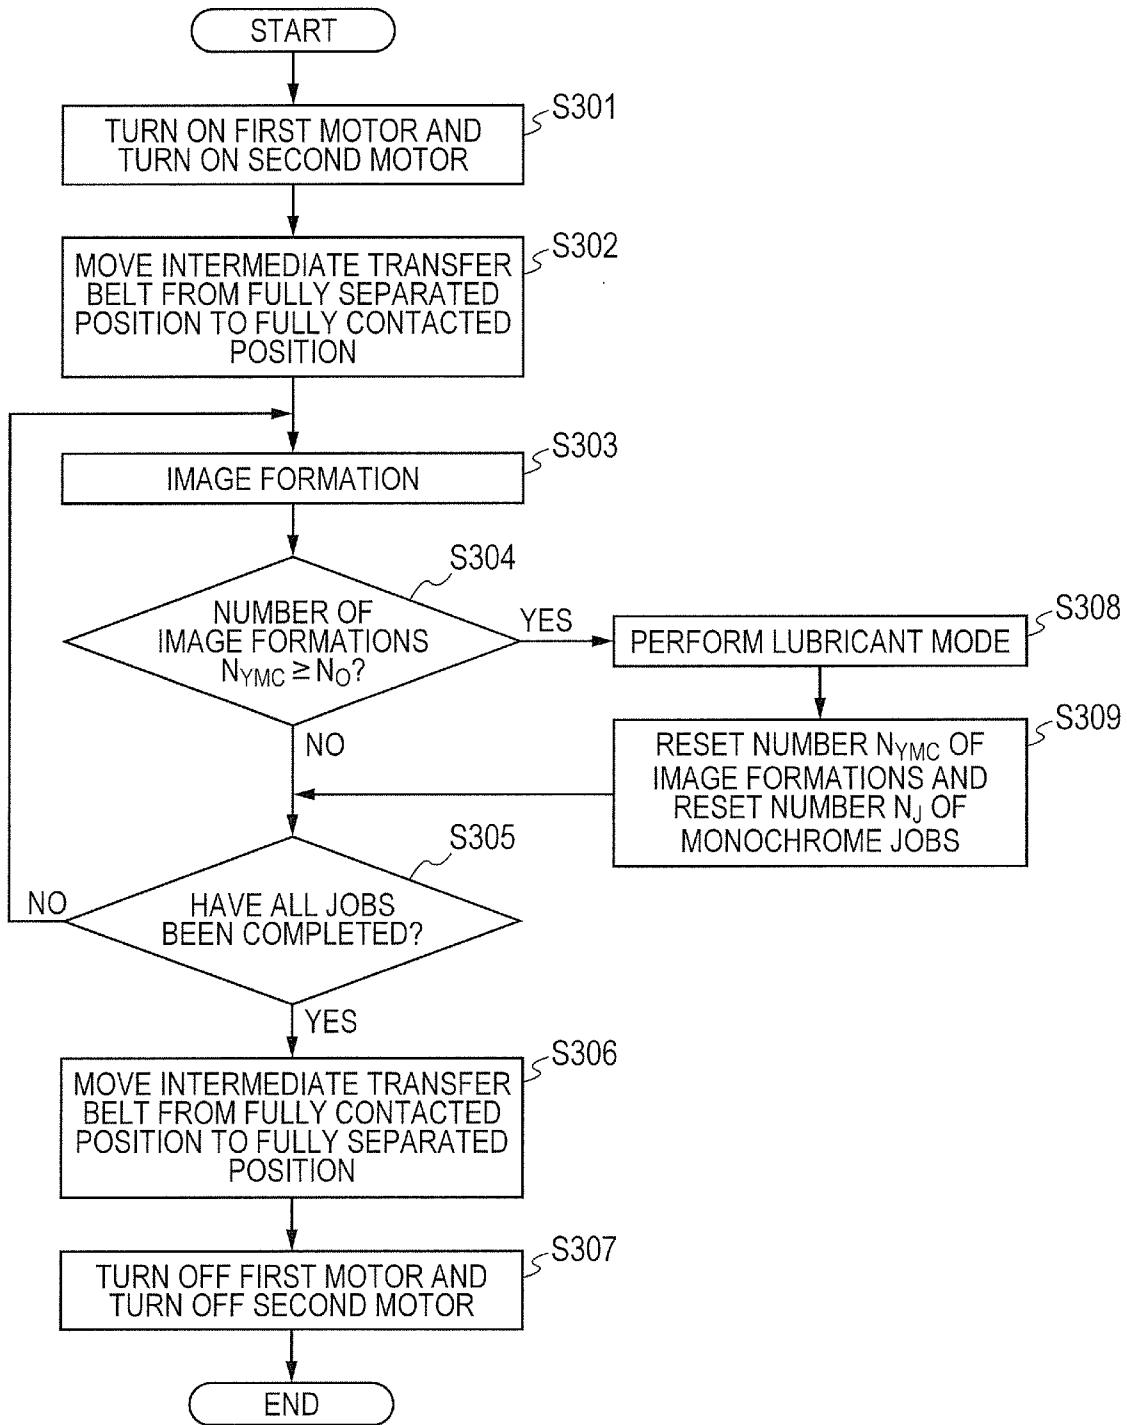 START
S301
TURN ON FIRST MOTOR AND
TURN ON SECOND MOTOR
S302
MOVE INTERMEDIATE TRANSFER
BELT FROM FULLY SEPARATED
POSITION TO FULLY CONTACTED
POSITION
S303
IMAGE FORMATION
S304
NUMBER OF
IMAGE FORMATIONS
N_YMC ≥ N_O?
YES
NO
S308
PERFORM LUBRICANT MODE
S309
RESET NUMBER N_YMC OF
IMAGE FORMATIONS AND
RESET NUMBER N_J OF
MONOCHROME JOBS
S305
HAVE ALL JOBS
BEEN COMPLETED?
NO
YES
S306
MOVE INTERMEDIATE TRANSFER
BELT FROM FULLY CONTACTED
POSITION TO FULLY SEPARATED
POSITION
S307
TURN OFF FIRST MOTOR AND
TURN OFF SECOND MOTOR
END